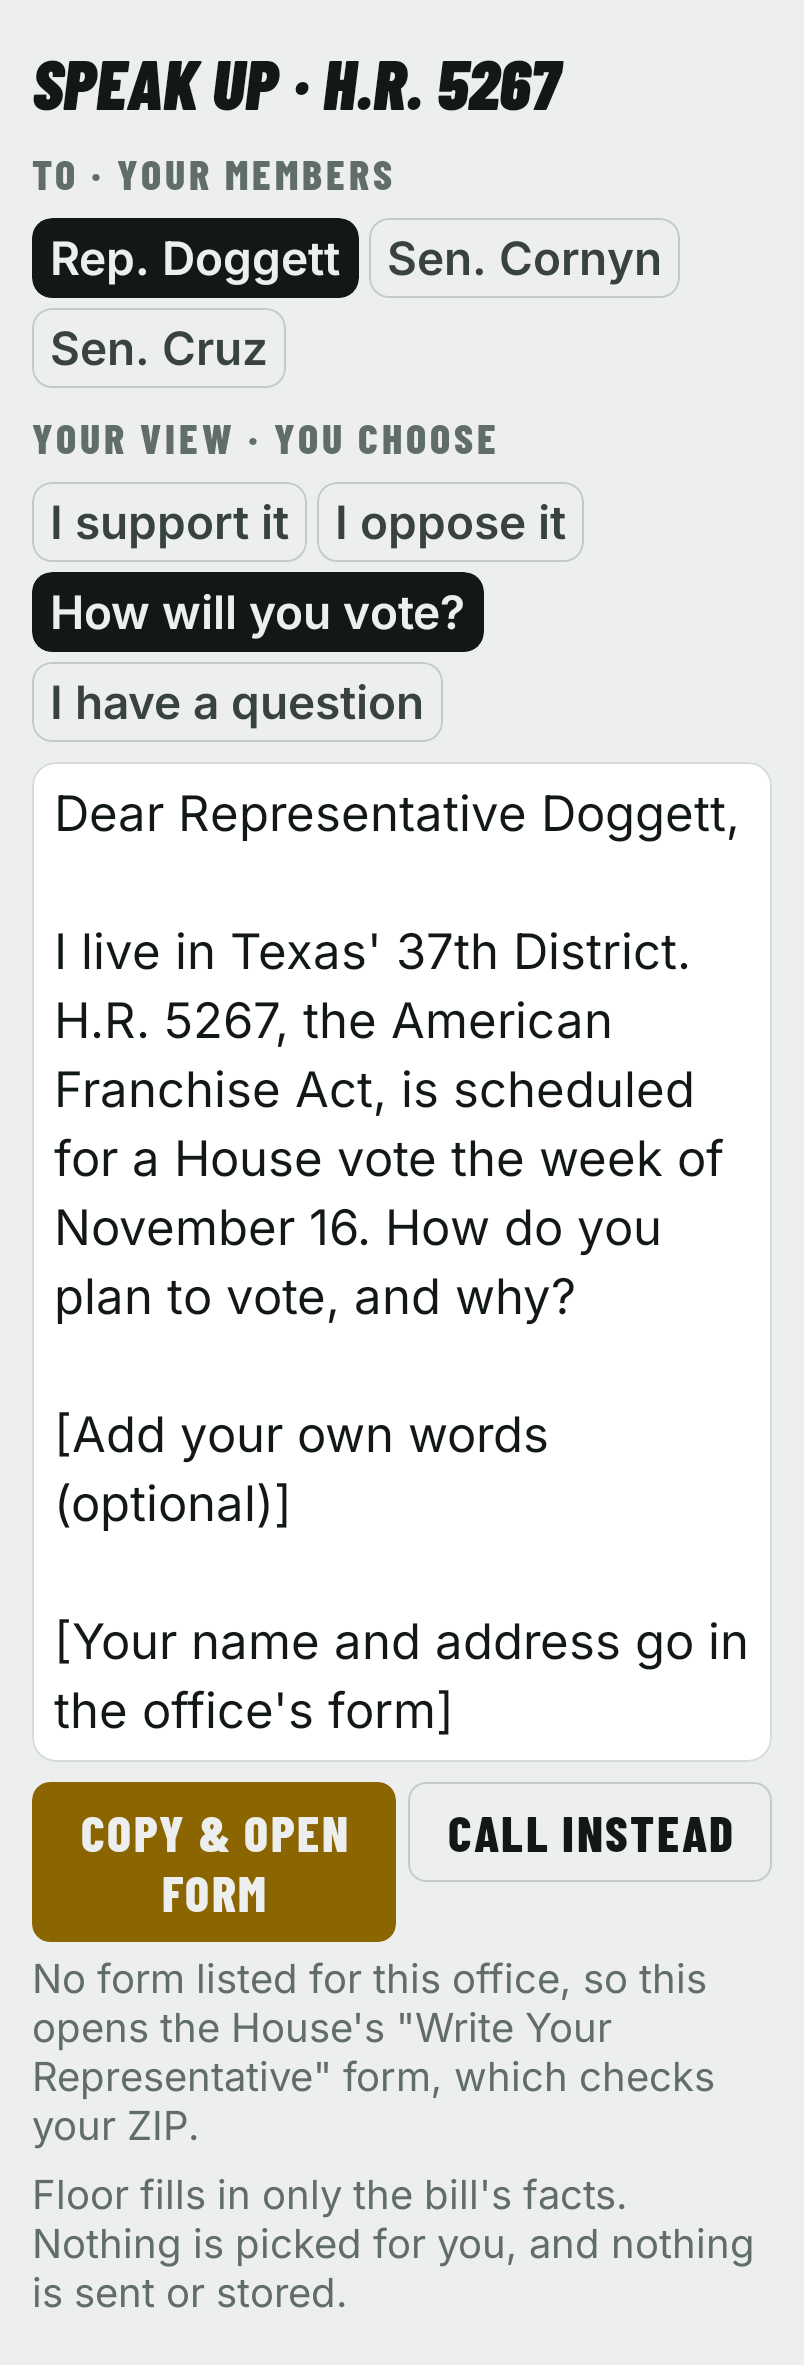 SPEAK UP · H.R. 5267
TO · YOUR MEMBERS
Rep. Doggett
Sen. Cornyn
Sen. Cruz
YOUR VIEW · YOU CHOOSE
I support it
I oppose it
How will you vote?
I have a question
Dear Representative Doggett,
I live in Texas' 37th District.
H.R. 5267, the American
Franchise Act, is scheduled
for a House vote the week of
November 16. How do you
plan to vote, and why?
[Add your own words
(optional)]
[Your name and address go in
the office's form]
COPY & OPEN
FORM
CALL INSTEAD
No form listed for this office, so this
opens the House's "Write Your
Representative" form, which checks
your ZIP.
Floor fills in only the bill's facts.
Nothing is picked for you, and nothing
is sent or stored.